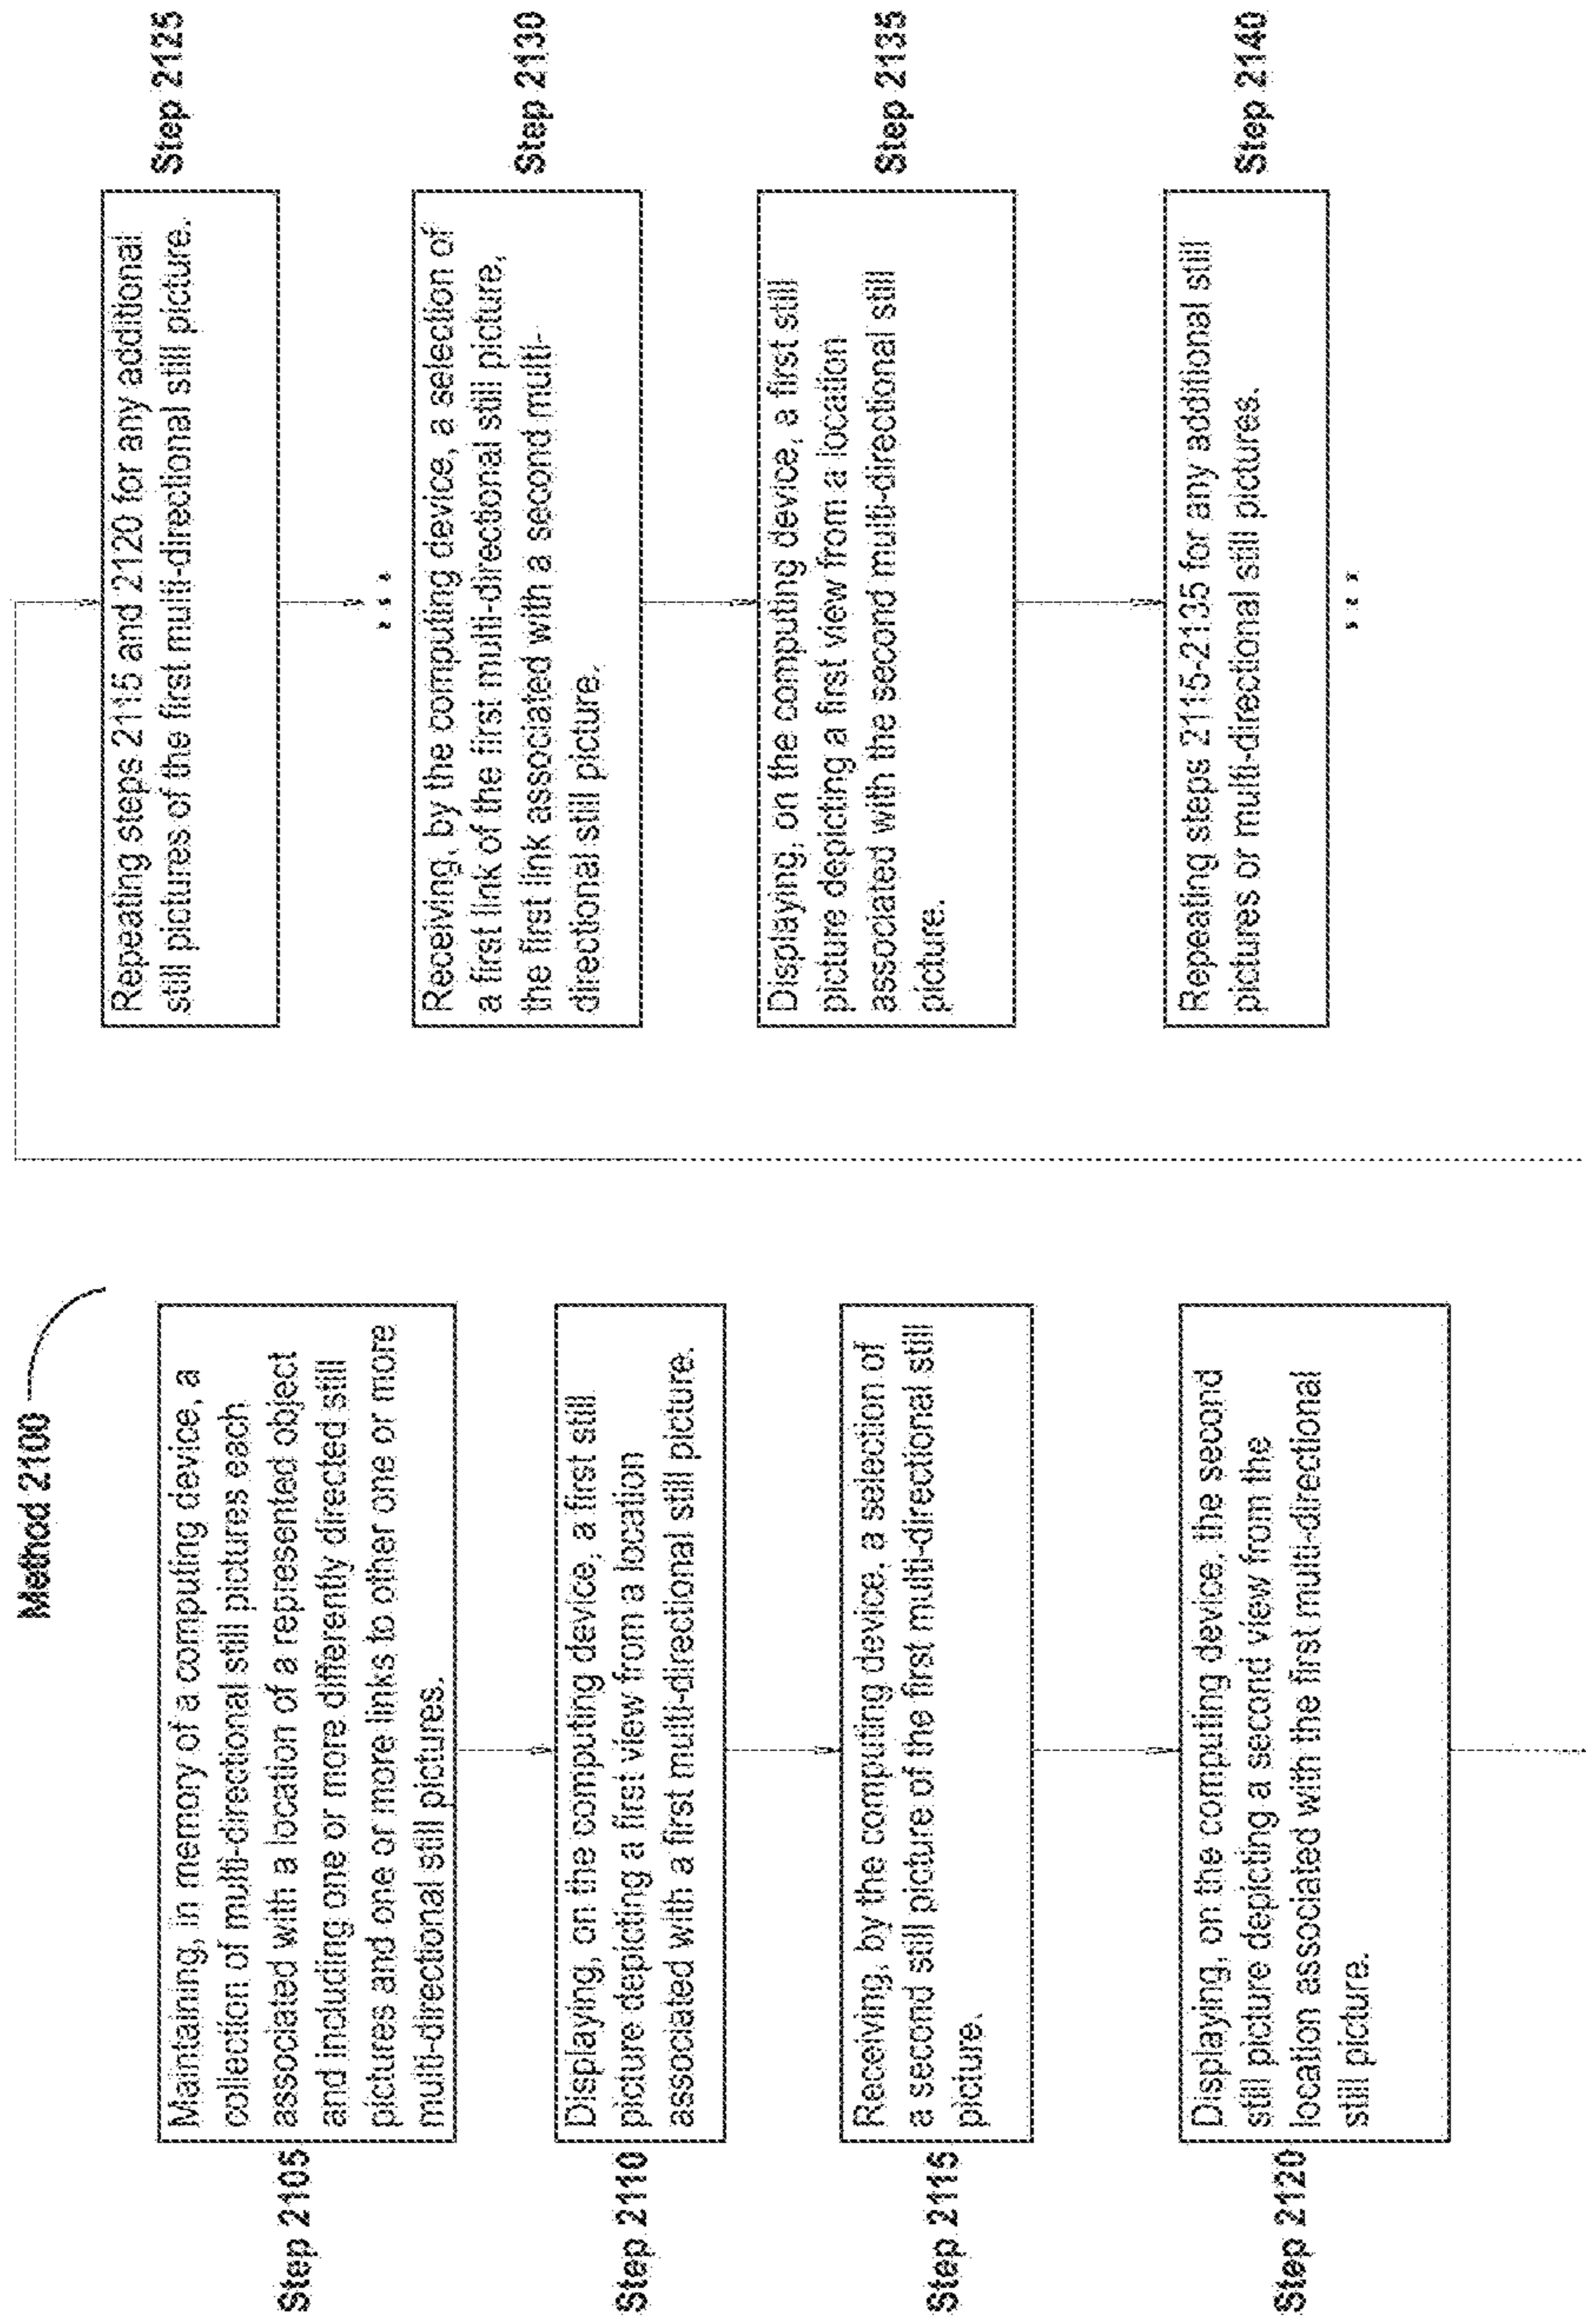 Method 2100
Step 2105
Maintaining, in memory of a computing device, a
collection of multi-directional still pictures each
associated with a location of a represented object
and including one or more differently directed still
pictures and one or more links to other one or more
multi-directional still pictures.
Step 2110
Displaying, on the computing device, a first still
picture depicting a first view from a location
associated with a first multi-directional still picture.
Step 2115
Receiving, by the computing device, a selection of
a second still picture of the first multi-directional still
picture.
Step 2120
Displaying, on the computing device, the second
still picture depicting a second view from the
location associated with the first multi-directional
still picture.
Repeating steps 2115 and 2120 for any additional
still pictures of the first multi-directional still picture.
Step 2125
. . .
Receiving, by the computing device, a selection of
a first link of the first multi-directional still picture,
the first link associated with a second multi-
directional still picture.
Step 2130
Displaying, on the computing device, a first still
picture depicting a first view from a location
associated with the second multi-directional still
picture.
Step 2135
Repeating steps 2115-2135 for any additional still
pictures or multi-directional still pictures.
Step 2140
. . .